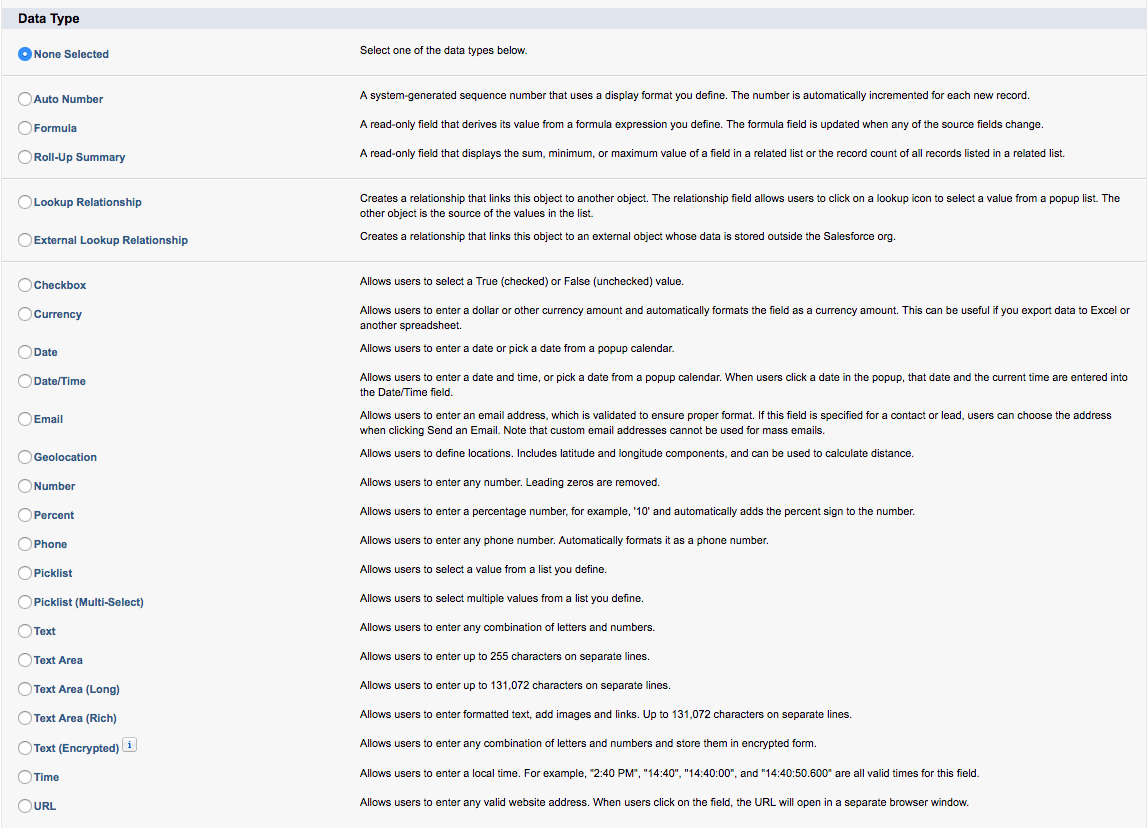 Data Type
None Selected
Select one of the data types below.
Auto Number
A system-generated sequence number that uses a display format you define. The number is automatically incremented for each new record.
Formula
A read-only field that derives its value from a formula expression you define. The formula field is updated when any of the source fields change.
Roll-Up Summary
A read-only field that displays the sum, minimum, or maximum value of a field in a related list or the record count of all records listed in a related list.
Lookup Relationship
Creates a relationship that links this object to another object. The relationship field allows users to click on a lookup icon to select a value from a popup list. The
other object is the source of the values in the list.
External Lookup Relationship
Creates a relationship that links this object to an external object whose data is stored outside the Salesforce org.
Checkbox
Allows users to select a True (checked) or False (unchecked) value.
Currency
Allows users to enter a dollar or other currency amount and automatically formats the field as a currency amount. This can be useful if you export data to Excel or
another spreadsheet.
Date
Allows users to enter a date or pick a date from a popup calendar.
Date/Time
Allows users to enter a date and time, or pick a date from a popup calendar. When users click a date in the popup, that date and the current time are entered into
the Date/Time field.
Email
Allows users to enter an email address, which is validated to ensure proper format. If this field is specified for a contact or lead, users can choose the address
when clicking Send an Email. Note that custom email addresses cannot be used for mass emails.
Geolocation
Allows users to define locations. Includes latitude and longitude components, and can be used to calculate distance.
Number
Allows users to enter any number. Leading zeros are removed.
Percent
Allows users to enter a percentage number, for example, '10' and automatically adds the percent sign to the number.
Phone
Allows users to enter any phone number. Automatically formats it as a phone number.
Picklist
Allows users to select a value from a list you define.
Picklist (Multi-Select)
Allows users to select multiple values from a list you define.
Text
Allows users to enter any combination of letters and numbers.
Text Area
Allows users to enter up to 255 characters on separate lines.
Text Area (Long)
Allows users to enter up to 131,072 characters on separate lines.
Text Area (Rich)
Allows users to enter formatted text, add images and links. Up to 131,072 characters on separate lines.
Text (Encrypted) i
Allows users to enter any combination of letters and numbers and store them in encrypted form.
Time
Allows users to enter a local time. For example, "2:40 PM", "14:40", "14:40:00", and "14:40:50.600" are all valid times for this field.
URL
Allows users to enter any valid website address. When users click on the field, the URL will open in a separate browser window.